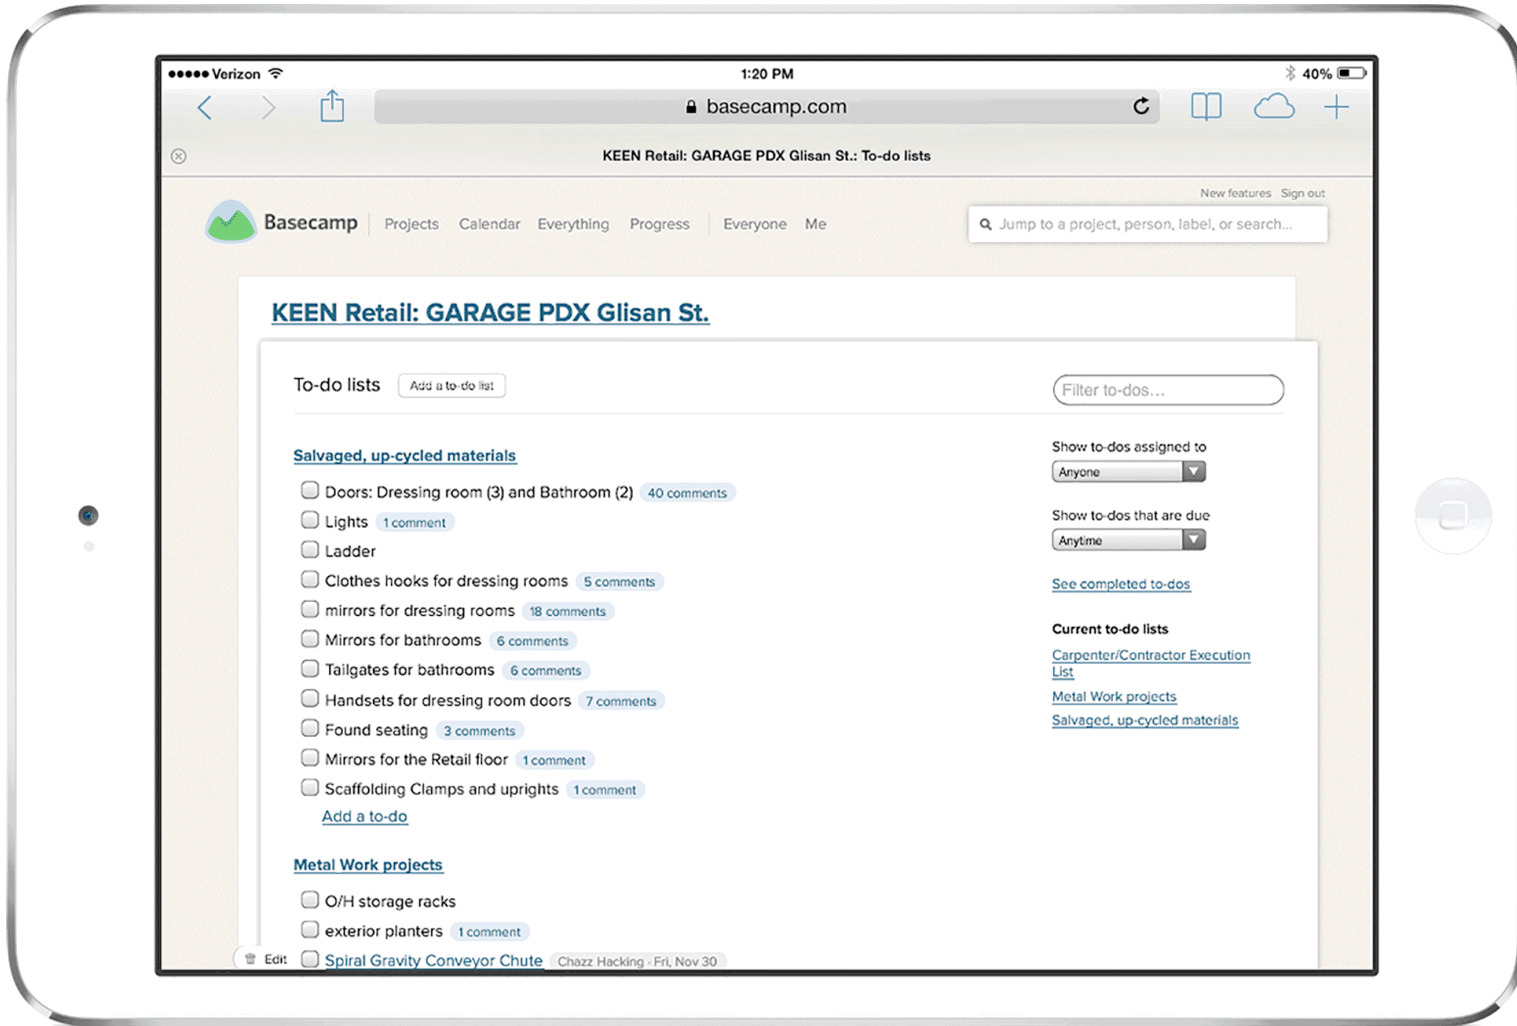 Verizon 1:20 PM 40%
basecamp.com
KEEN Retail: GARAGE PDX Glisan St.: To-do lists
New features Sign out
Basecamp Projects Calendar Everything Progress Everyone Me Jump to a project, person, label, or search...
KEEN Retail: GARAGE PDX Glisan St.
To-do lists Add a to-do list Filter to-dos...
Salvaged, up-cycled materials
Doors: Dressing room (3) and Bathroom (2) 40 comments
Lights 1 comment
Ladder
Clothes hooks for dressing rooms 5 comments
mirrors for dressing rooms 18 comments
Mirrors for bathrooms 6 comments
Tailgates for bathrooms 6 comments
Handsets for dressing room doors 7 comments
Found seating 3 comments
Mirrors for the Retail floor 1 comment
Scaffolding Clamps and uprights 1 comment
Add a to-do
Metal Work projects
O/H storage racks
exterior planters 1 comment
Edit Spiral Gravity Conveyor Chute Chazz Hacking - Fri, Nov 30
Show to-dos assigned to
Anyone
Show to-dos that are due
Anytime
See completed to-dos
Current to-do lists
Carpenter/Contractor Execution
List
Metal Work projects
Salvaged, up-cycled materials